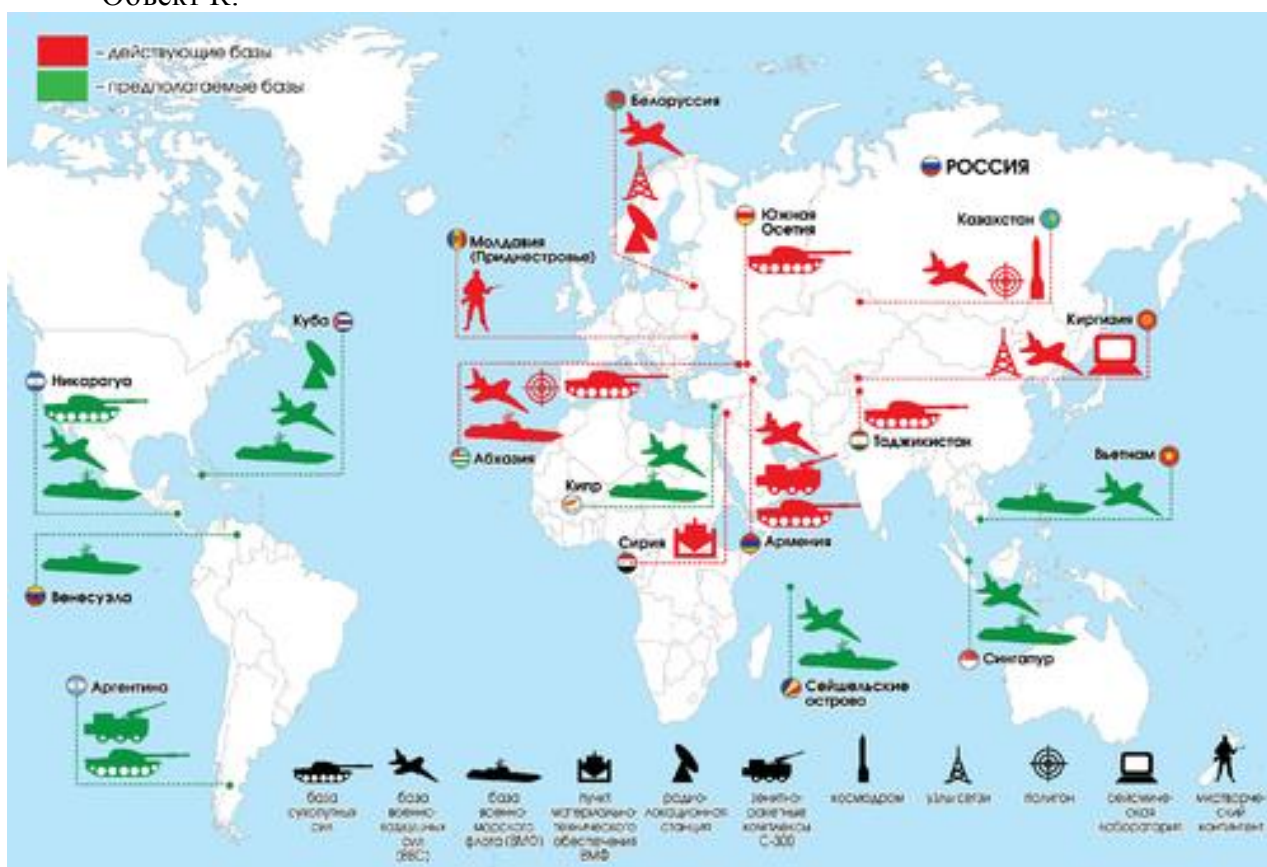 Объект К.
– действующие базы
– предполагаемые базы
Белоруссия
РОССИЯ
Южная
Осетия
Казахстан
Молдавия
(Приднестровье)
Куба
Киргизия
Никарагуа
Абхазия
Таджикистан
Вьетнам
Кипр
Сирия
Армения
Венесуэла
Сингапур
Аргентина
Сейшельские
острова
база
сухопутных
сил
база
военно-
воздушных
сил
(ВВС)
база
военно-
морского
флота (ВМФ)
пункт
материально-
технического
обеспечения
ВМФ
радио-
локационная
станция
зенитно-
ракетные
комплексы
С-300
космодром
узлы связи
полигон
сейсмиче-
ская
лаборатория
миротворче-
ский
контингент